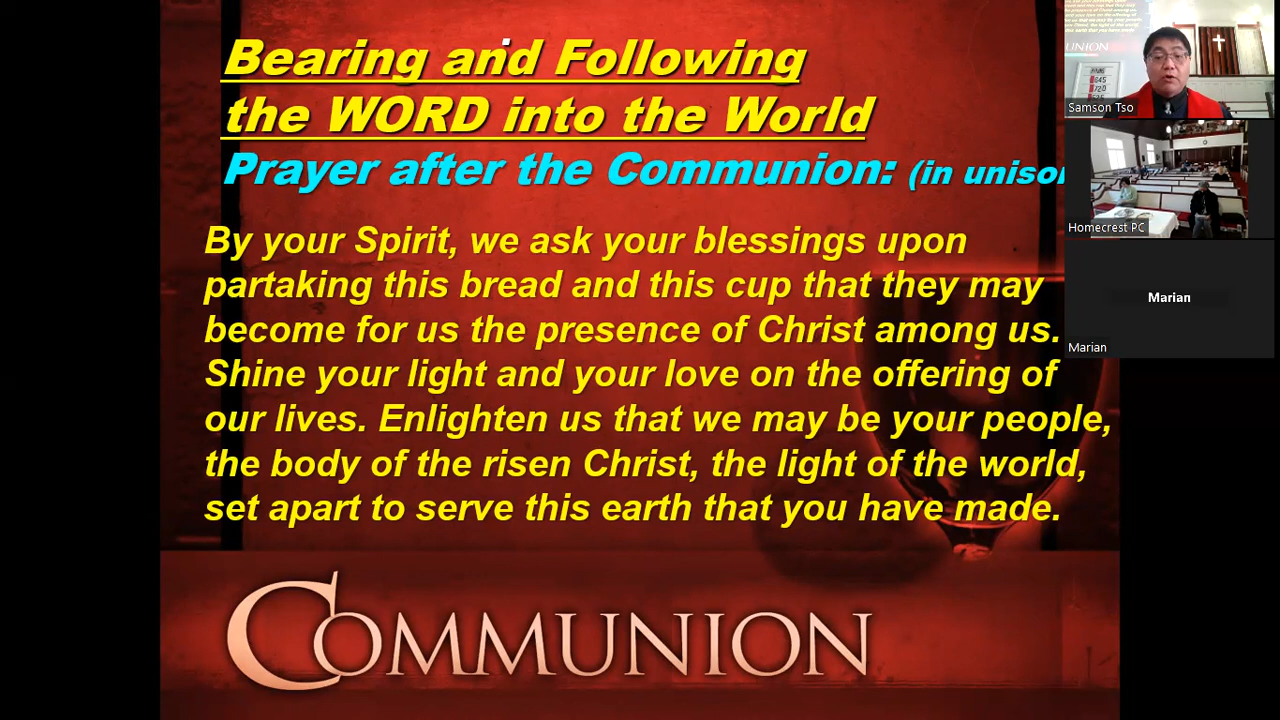 Bearing and Following
the WORD into the World
Prayer after the Communion: (in uniso
By your Spirit, we ask your blessings upon
partaking this bread and this cup that they may
become for us the presence of Christ among us.
Shine your light and your love on the offering of
our lives. Enlighten us that we may be your people,
the body of the risen Christ, the light of the world,
set apart to serve this earth that you have made.
COMMUNION
UNION
645
720
Samson Tso
Homecrest PC
Marian
Marian